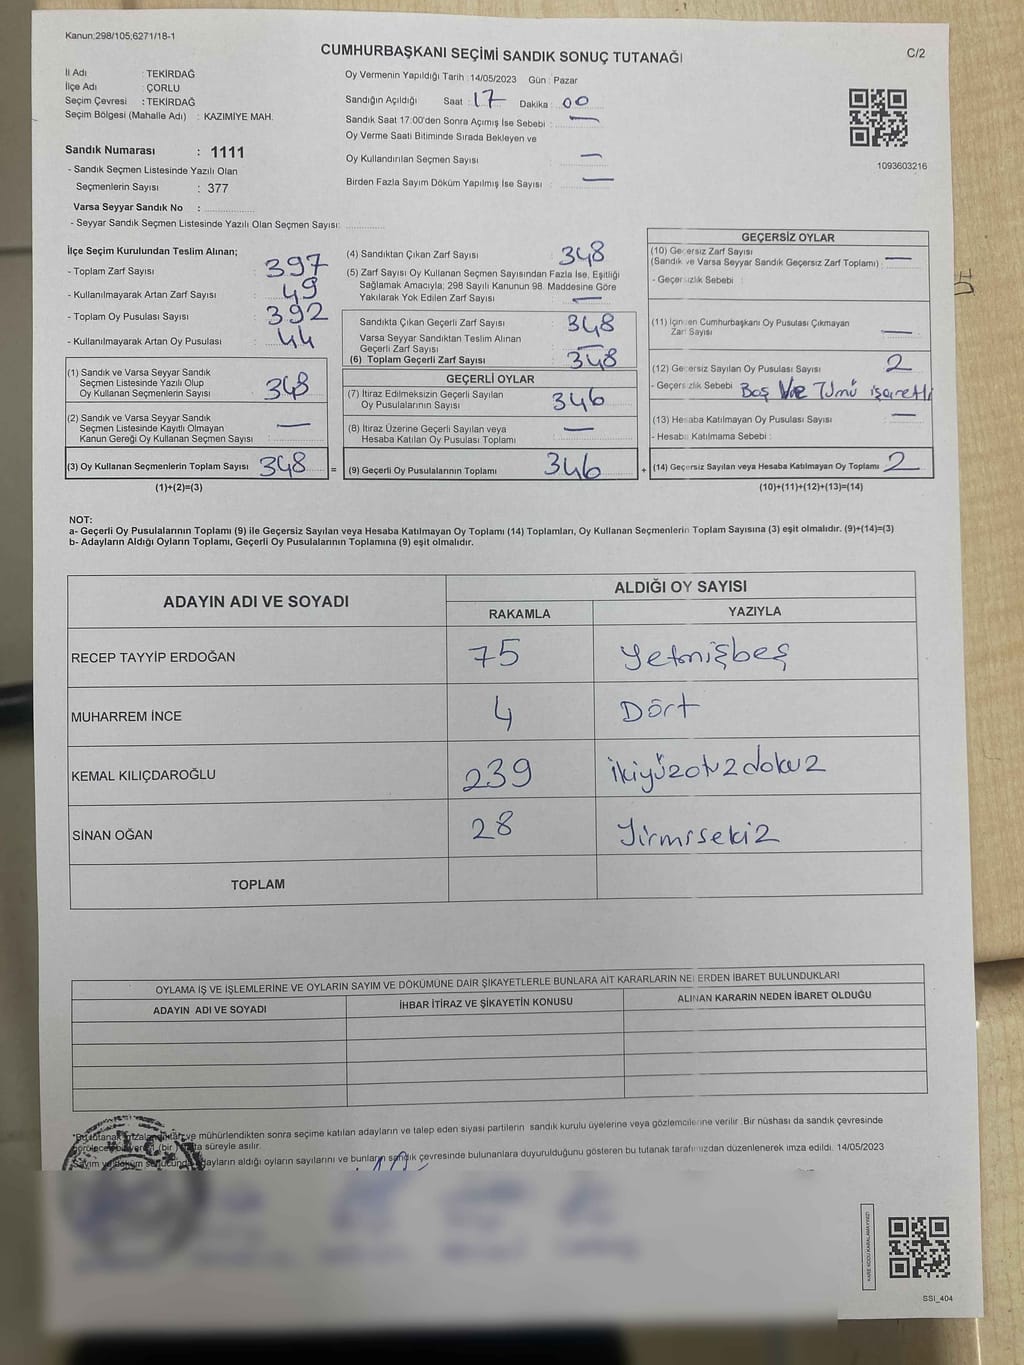 Kanun:298/105,6271/18-1
CUMHURBAŞKANI SEÇİMİ SANDIK SONUÇ TUTANAĞI
C/2
İl Adı : TEKİRDAĞ
İlçe Adı : ÇORLU
Seçim Çevresi : TEKİRDAĞ
Seçim Bölgesi (Mahalle Adı) : KAZIMİYE MAH.
Oy Vermenin Yapıldığı Tarih : 14/05/2023 Gün : Pazar
Sandığın Açıldığı Saat : 17 Dakika : 00
Sandık Saat 17:00'den Sonra Açımış İse Sebebi : —
Oy Verme Saati Bitiminde Sırada Bekleyen ve
Oy Kullandırılan Seçmen Sayısı —
Birden Fazla Sayım Döküm Yapılmış İse Sayısı : —
1093603216
Sandık Numarası : 1111
- Sandık Seçmen Listesinde Yazılı Olan
Seçmenlerin Sayısı : 377
Varsa Seyyar Sandık No :
- Seyyar Sandık Seçmen Listesinde Yazılı Olan Seçmen Sayısı:
İlçe Seçim Kurulundan Teslim Alınan;
- Toplam Zarf Sayısı 397
- Kullanılmayarak Artan Zarf Sayısı : 49
- Toplam Oy Pusulası Sayısı : 392
- Kullanılmayarak Artan Oy Pusulası : 44
(1) Sandık ve Varsa Seyyar Sandık
Seçmen Listesinde Yazılı Olup
Oy Kullanan Seçmenlerin Sayısı 348
(2) Sandık ve Varsa Seyyar Sandık
Seçmen Listesinde Kayıtlı Olmayan
Kanun Gereği Oy Kullanan Seçmen Sayısı —
(3) Oy Kullanan Seçmenlerin Toplam Sayısı 348
(1)+(2)=(3)
(4) Sandıktan Çıkan Zarf Sayısı 348
(5) Zarf Sayısı Oy Kullanan Seçmen Sayısından Fazla İse, Eşitliği
Sağlamak Amacıyla; 298 Sayılı Kanunun 98. Maddesine Göre
Yakılarak Yok Edilen Zarf Sayısı : —
Sandıkta Çıkan Geçerli Zarf Sayısı 348
Varsa Seyyar Sandıktan Teslim Alınan
Geçerli Zarf Sayısı —
(6) Toplam Geçerli Zarf Sayısı 348
GEÇERLİ OYLAR
(7) İtiraz Edilmeksizin Geçerli Sayılan
Oy Pusulalarının Sayısı 346
(8) İtiraz Üzerine Geçerli Sayılan veya
Hesaba Katılan Oy Pusulası Toplamı —
= (9) Geçerli Oy Pusulalarının Toplamı 346
GEÇERSİZ OYLAR
(10) Geçersiz Zarf Sayısı
(Sandık ve Varsa Seyyar Sandık Geçersiz Zarf Toplamı) : —
- Geçersizlik Sebebi
(11) İçinden Cumhurbaşkanı Oy Pusulası Çıkmayan
Zarf Sayısı —
(12) Geçersiz Sayılan Oy Pusulası Sayısı 2
- Geçersizlik Sebebi Boş Ve Tümü işaretli
(13) Hesaba Katılmayan Oy Pusulası Sayısı —
- Hesaba Katılmama Sebebi :
+ (14) Geçersiz Sayılan veya Hesaba Katılmayan Oy Toplamı 2
(10)+(11)+(12)+(13)=(14)
NOT:
a- Geçerli Oy Pusulalarının Toplamı (9) ile Geçersiz Sayılan veya Hesaba Katılmayan Oy Toplamı (14) Toplamları, Oy Kullanan Seçmenlerin Toplam Sayısına (3) eşit olmalıdır. (9)+(14)=(3)
b- Adayların Aldığı Oyların Toplamı, Geçerli Oy Pusulalarının Toplamına (9) eşit olmalıdır.
ADAYIN ADI VE SOYADI
ALDIĞI OY SAYISI
RAKAMLA YAZIYLA
RECEP TAYYİP ERDOĞAN 75 Yetmişbeş
MUHARREM İNCE 4 Dört
KEMAL KILIÇDAROĞLU 239 ikiyüzotuzdokuz
SİNAN OĞAN 28 Yirmisekiz
TOPLAM
OYLAMA İŞ VE İŞLEMLERİNE VE OYLARIN SAYIM VE DÖKÜMÜNE DAİR ŞİKAYETLERLE BUNLARA AİT KARARLARIN NELERDEN İBARET BULUNDUKLARI
ADAYIN ADI VE SOYADI İHBAR İTİRAZ VE ŞİKAYETİN KONUSU ALINAN KARARIN NEDEN İBARET OLDUĞU
*Bu tutanak imzalandıktan ve mühürlendikten sonra seçime katılan adayların ve talep eden siyasi partilerin sandık kurulu üyelerine veya gözlemcilerine verilir. Bir nüshası da sandık çevresinde
süreyle asılır.
adayların aldığı oyların sayılarını ve bunların sandık çevresinde bulunanlara duyurulduğunu gösteren bu tutanak tarafımızdan düzenlenerek imza edildi. 14/05/2023
SSI_404